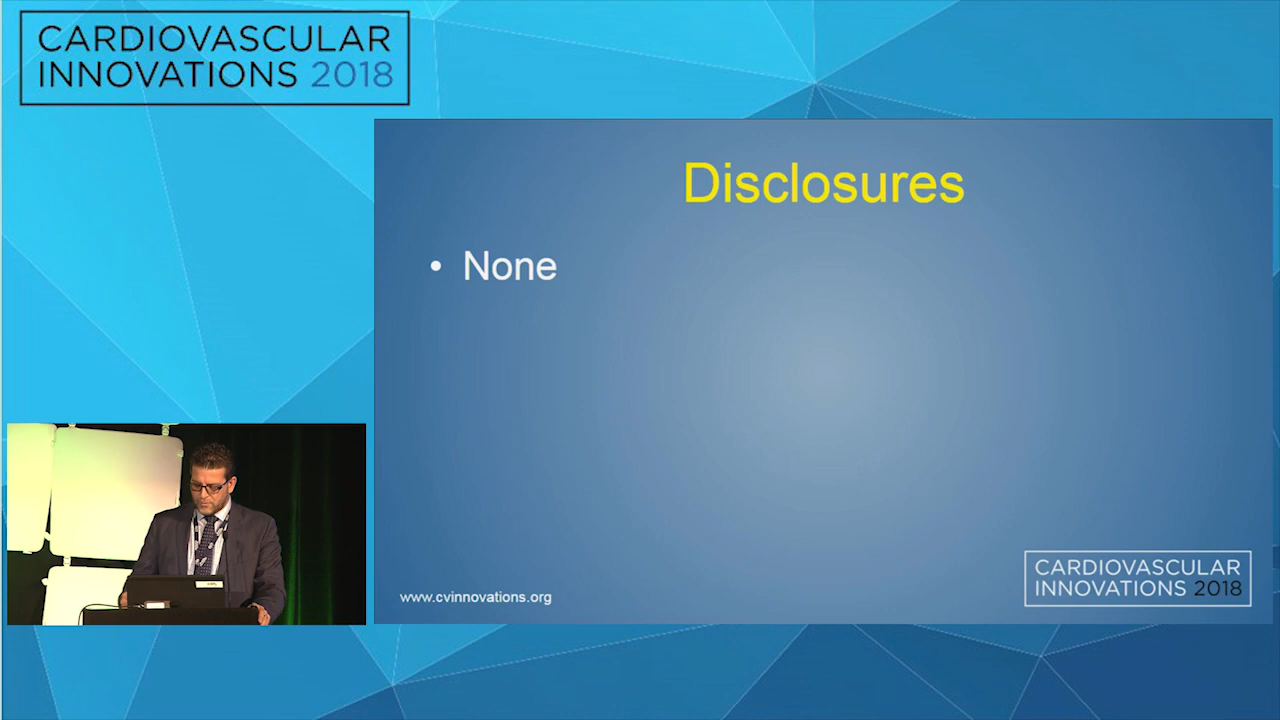 CARDIOVASCULAR
INNOVATIONS 2018
Disclosures
• None
www.cvinnovations.org
CARDIOVASCULAR
INNOVATIONS 2018